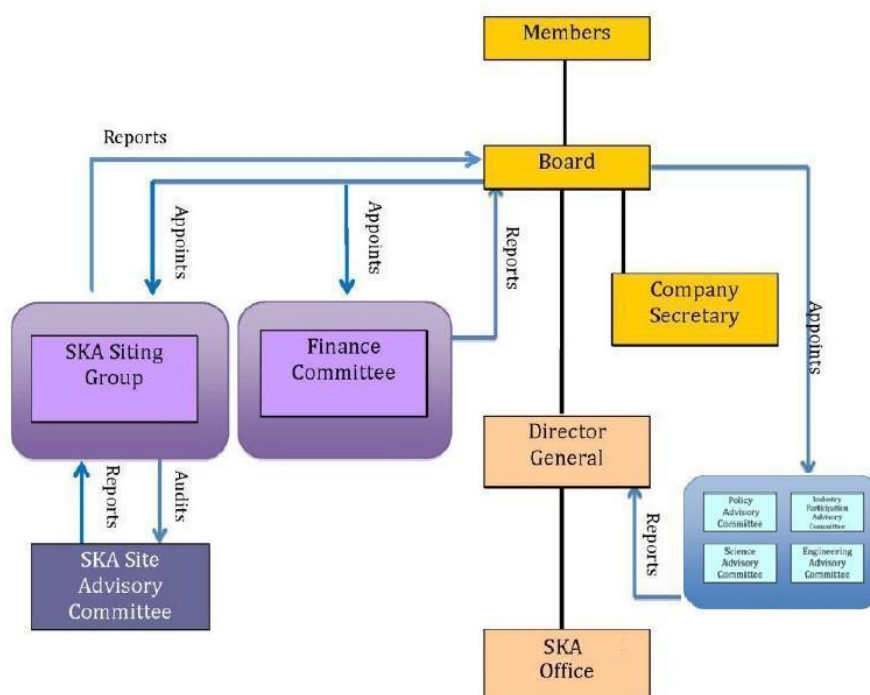 Members
Reports
Board
Appoints
Appoints
Reports
Appoints
Company
Secretary
SKA Siting
Group
Finance
Committee
Director
General
Reports
Audits
Reports
Policy
Advisory
Committee
Industry
Participation
Advisory
Committee
Science
Advisory
Committee
Engineering
Advisory
Committee
SKA Site
Advisory
Committee
SKA
Office